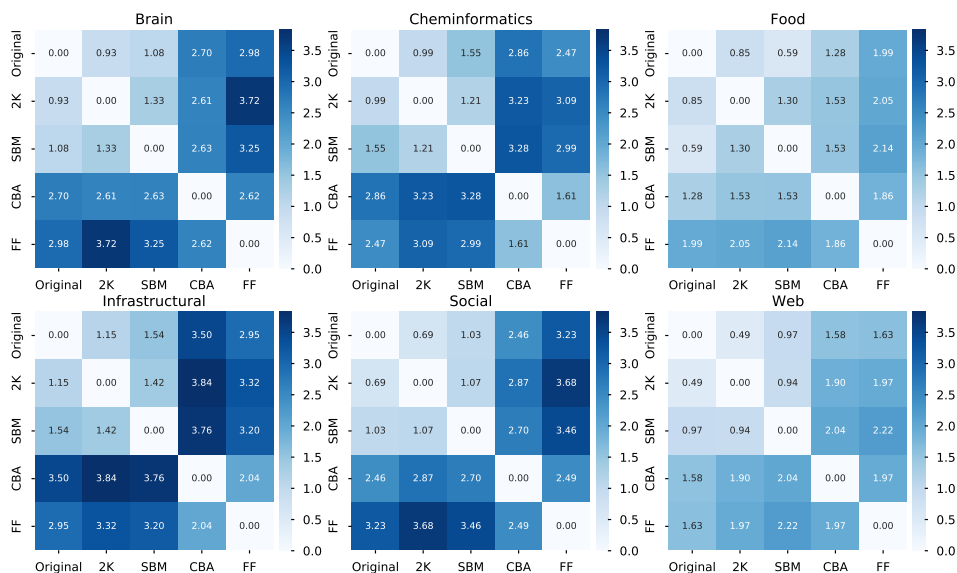 Brain
Original 0.00 0.93 1.08 2.70 2.98
2K 0.93 0.00 1.33 2.61 3.72
SBM 1.08 1.33 0.00 2.63 3.25
CBA 2.70 2.61 2.63 0.00 2.62
FF 2.98 3.72 3.25 2.62 0.00
Original 2K SBM CBA FF
3.5
3.0
2.5
2.0
1.5
1.0
0.5
0.0
Cheminformatics
Original 0.00 0.99 1.55 2.86 2.47
2K 0.99 0.00 1.21 3.23 3.09
SBM 1.55 1.21 0.00 3.28 2.99
CBA 2.86 3.23 3.28 0.00 1.61
FF 2.47 3.09 2.99 1.61 0.00
Original 2K SBM CBA FF
3.5
3.0
2.5
2.0
1.5
1.0
0.5
0.0
Food
Original 0.00 0.85 0.59 1.28 1.99
2K 0.85 0.00 1.30 1.53 2.05
SBM 0.59 1.30 0.00 1.53 2.14
CBA 1.28 1.53 1.53 0.00 1.86
FF 1.99 2.05 2.14 1.86 0.00
Original 2K SBM CBA FF
3.5
3.0
2.5
2.0
1.5
1.0
0.5
0.0
Infrastructural
Original 0.00 1.15 1.54 3.50 2.95
2K 1.15 0.00 1.42 3.84 3.32
SBM 1.54 1.42 0.00 3.76 3.20
CBA 3.50 3.84 3.76 0.00 2.04
FF 2.95 3.32 3.20 2.04 0.00
Original 2K SBM CBA FF
3.5
3.0
2.5
2.0
1.5
1.0
0.5
0.0
Social
Original 0.00 0.69 1.03 2.46 3.23
2K 0.69 0.00 1.07 2.87 3.68
SBM 1.03 1.07 0.00 2.70 3.46
CBA 2.46 2.87 2.70 0.00 2.49
FF 3.23 3.68 3.46 2.49 0.00
Original 2K SBM CBA FF
3.5
3.0
2.5
2.0
1.5
1.0
0.5
0.0
Web
Original 0.00 0.49 0.97 1.58 1.63
2K 0.49 0.00 0.94 1.90 1.97
SBM 0.97 0.94 0.00 2.04 2.22
CBA 1.58 1.90 2.04 0.00 1.97
FF 1.63 1.97 2.22 1.97 0.00
Original 2K SBM CBA FF
3.5
3.0
2.5
2.0
1.5
1.0
0.5
0.0